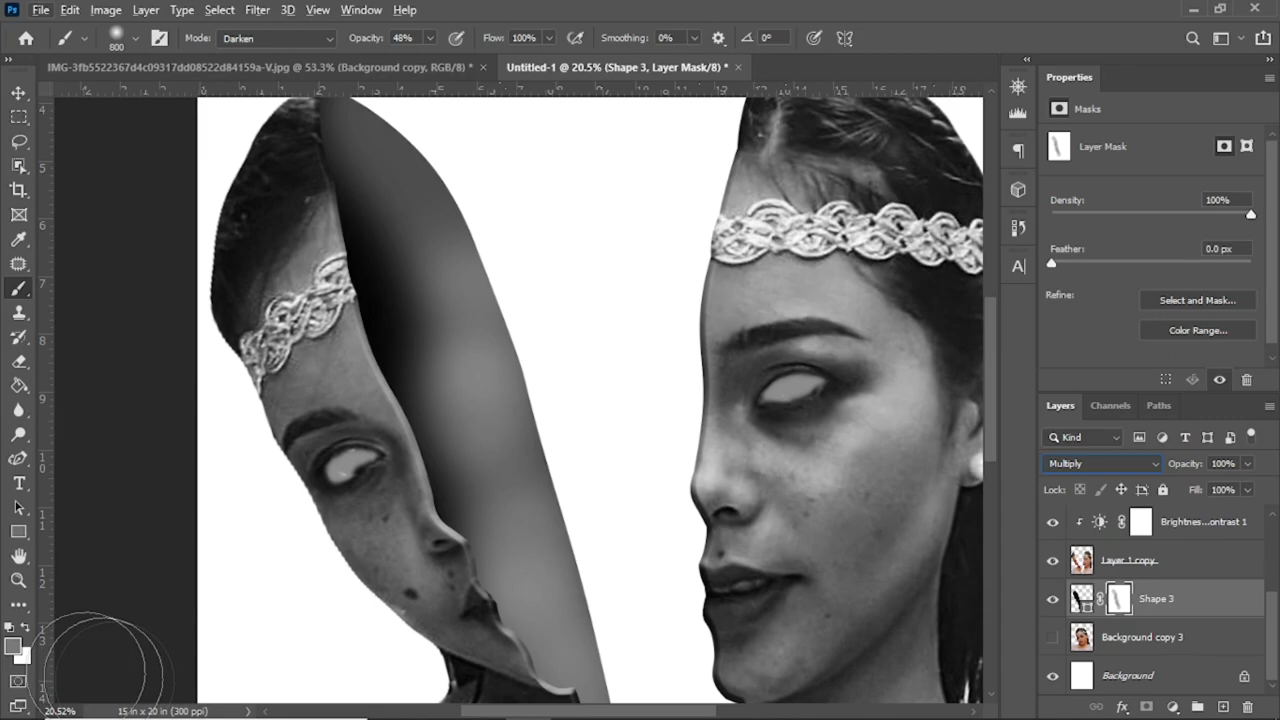 Ps File Edit Image Layer Type Select Filter 3D View Window Help
800 Mode: Darken Opacity: 48% Flow: 100% Smoothing: 0% 0°
IMG-3fb5522367d4c09317dd08522d84159a-V.jpg @ 53.3% (Background copy, RGB/8) * × Untitled-1 @ 20.5% (Shape 3, Layer Mask/8) * ×
Properties
Masks
Layer Mask
Density: 100%
Feather: 0.0 px
Refine: Select and Mask...
Color Range...
Layers Channels Paths
Kind
Multiply Opacity: 100%
Lock: Fill: 100%
Brightnes...ontrast 1
Layer 1 copy
Shape 3
Background copy 3
Background
20.52% 15 in x 20 in (300 ppi)